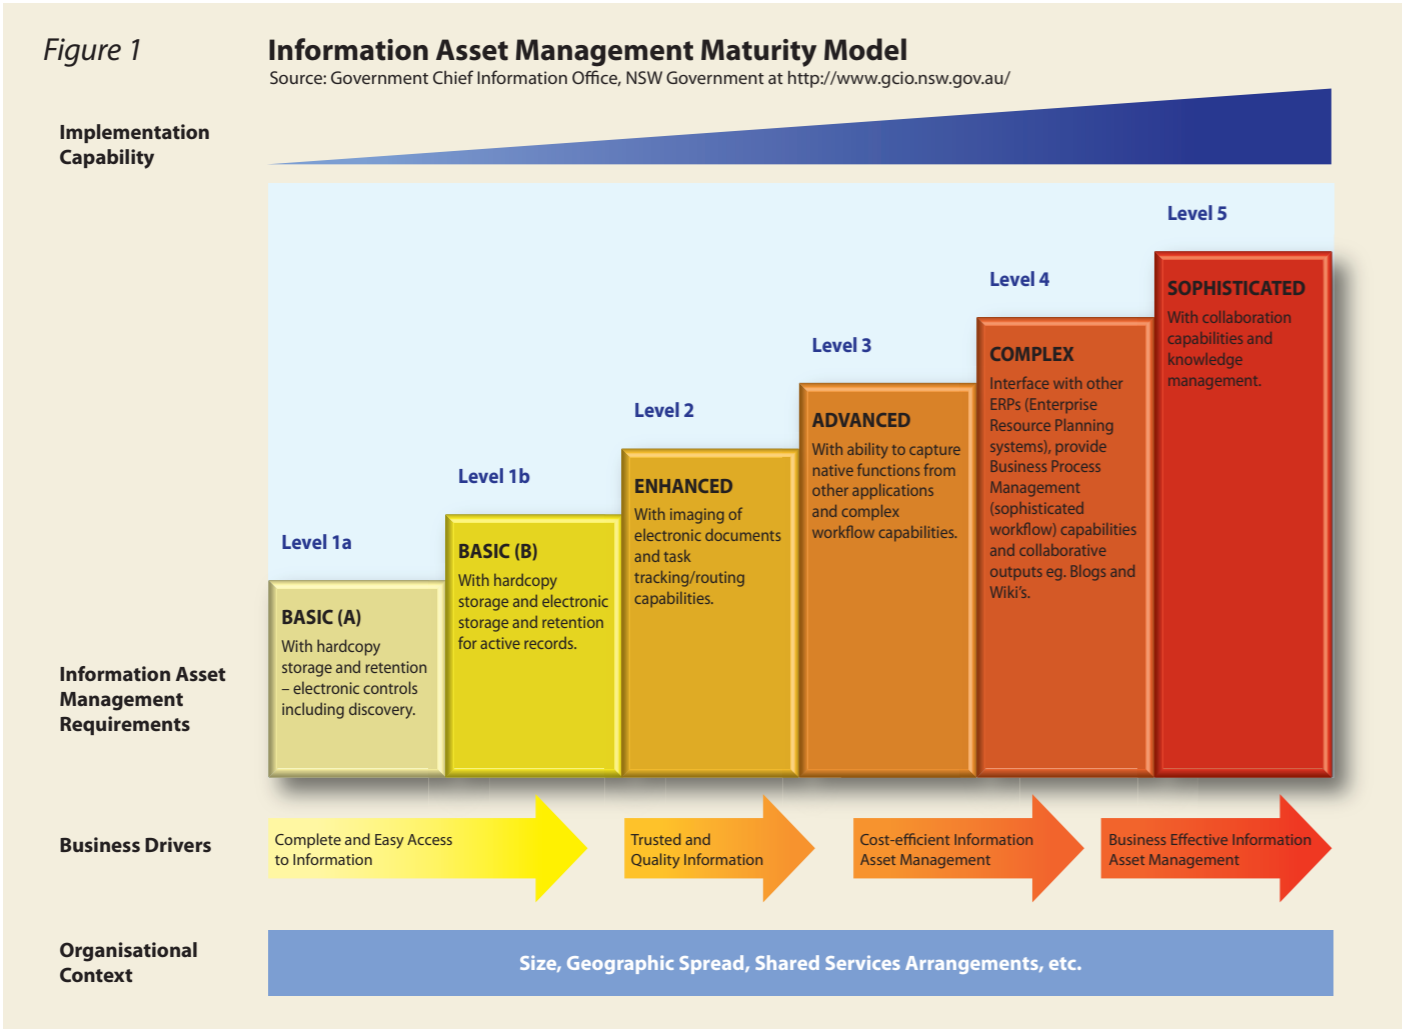 Figure 1
Information Asset Management Maturity Model
Source: Government Chief Information Office, NSW Government at http://www.gcio.nsw.gov.au/
Implementation
Capability
Level 1a
BASIC (A)
With hardcopy
storage and retention
– electronic controls
including discovery.
Level 1b
BASIC (B)
With hardcopy
storage and electronic
storage and retention
for active records.
Level 2
ENHANCED
With imaging of
electronic documents
and task
tracking/routing
capabilities.
Level 3
ADVANCED
With ability to capture
native functions from
other applications
and complex
workflow capabilities.
Level 4
COMPLEX
Interface with other
ERPs (Enterprise
Resource Planning
systems), provide
Business Process
Management
(sophisticated
workflow) capabilities
and collaborative
outputs eg. Blogs and
Wiki's.
Level 5
SOPHISTICATED
With collaboration
capabilities and
knowledge
management.
Information Asset
Management
Requirements
Business Drivers
Complete and Easy Access
to Information
Trusted and
Quality Information
Cost-efficient Information
Asset Management
Business Effective Information
Asset Management
Organisational
Context
Size, Geographic Spread, Shared Services Arrangements, etc.